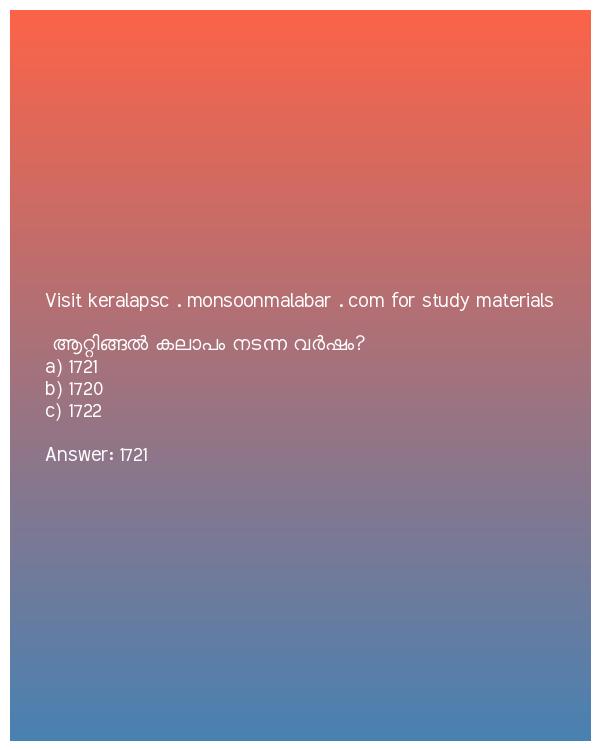 Visit keralapsc . monsoonmalabar . com for study materials
ആറ്റിങ്ങൽ കലാപം നടന്ന വർഷം?
a) 1721
b) 1720
c) 1722
Answer: 1721